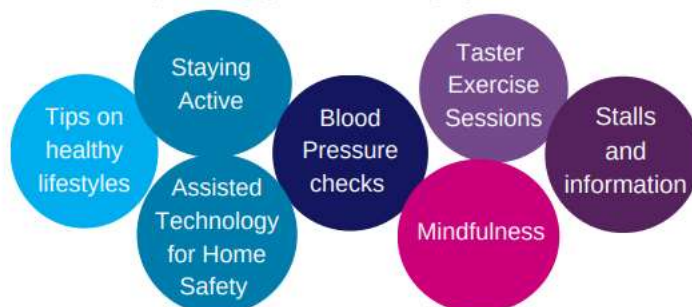 Tips on
healthy
lifestyles
Staying
Active
Assisted
Technology
for Home
Safety
Blood
Pressure
checks
Taster
Exercise
Sessions
Mindfulness
Stalls
and
information